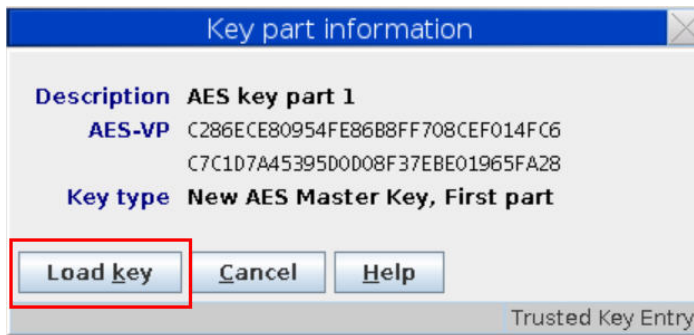 Key part information
Description AES key part 1
AES-VP C286ECE80954FE86B8FF708CEF014FC6
C7C1D7A45395D0D08F37EBE01965FA28
Key type New AES Master Key, First part
Load key Cancel Help
Trusted Key Entry